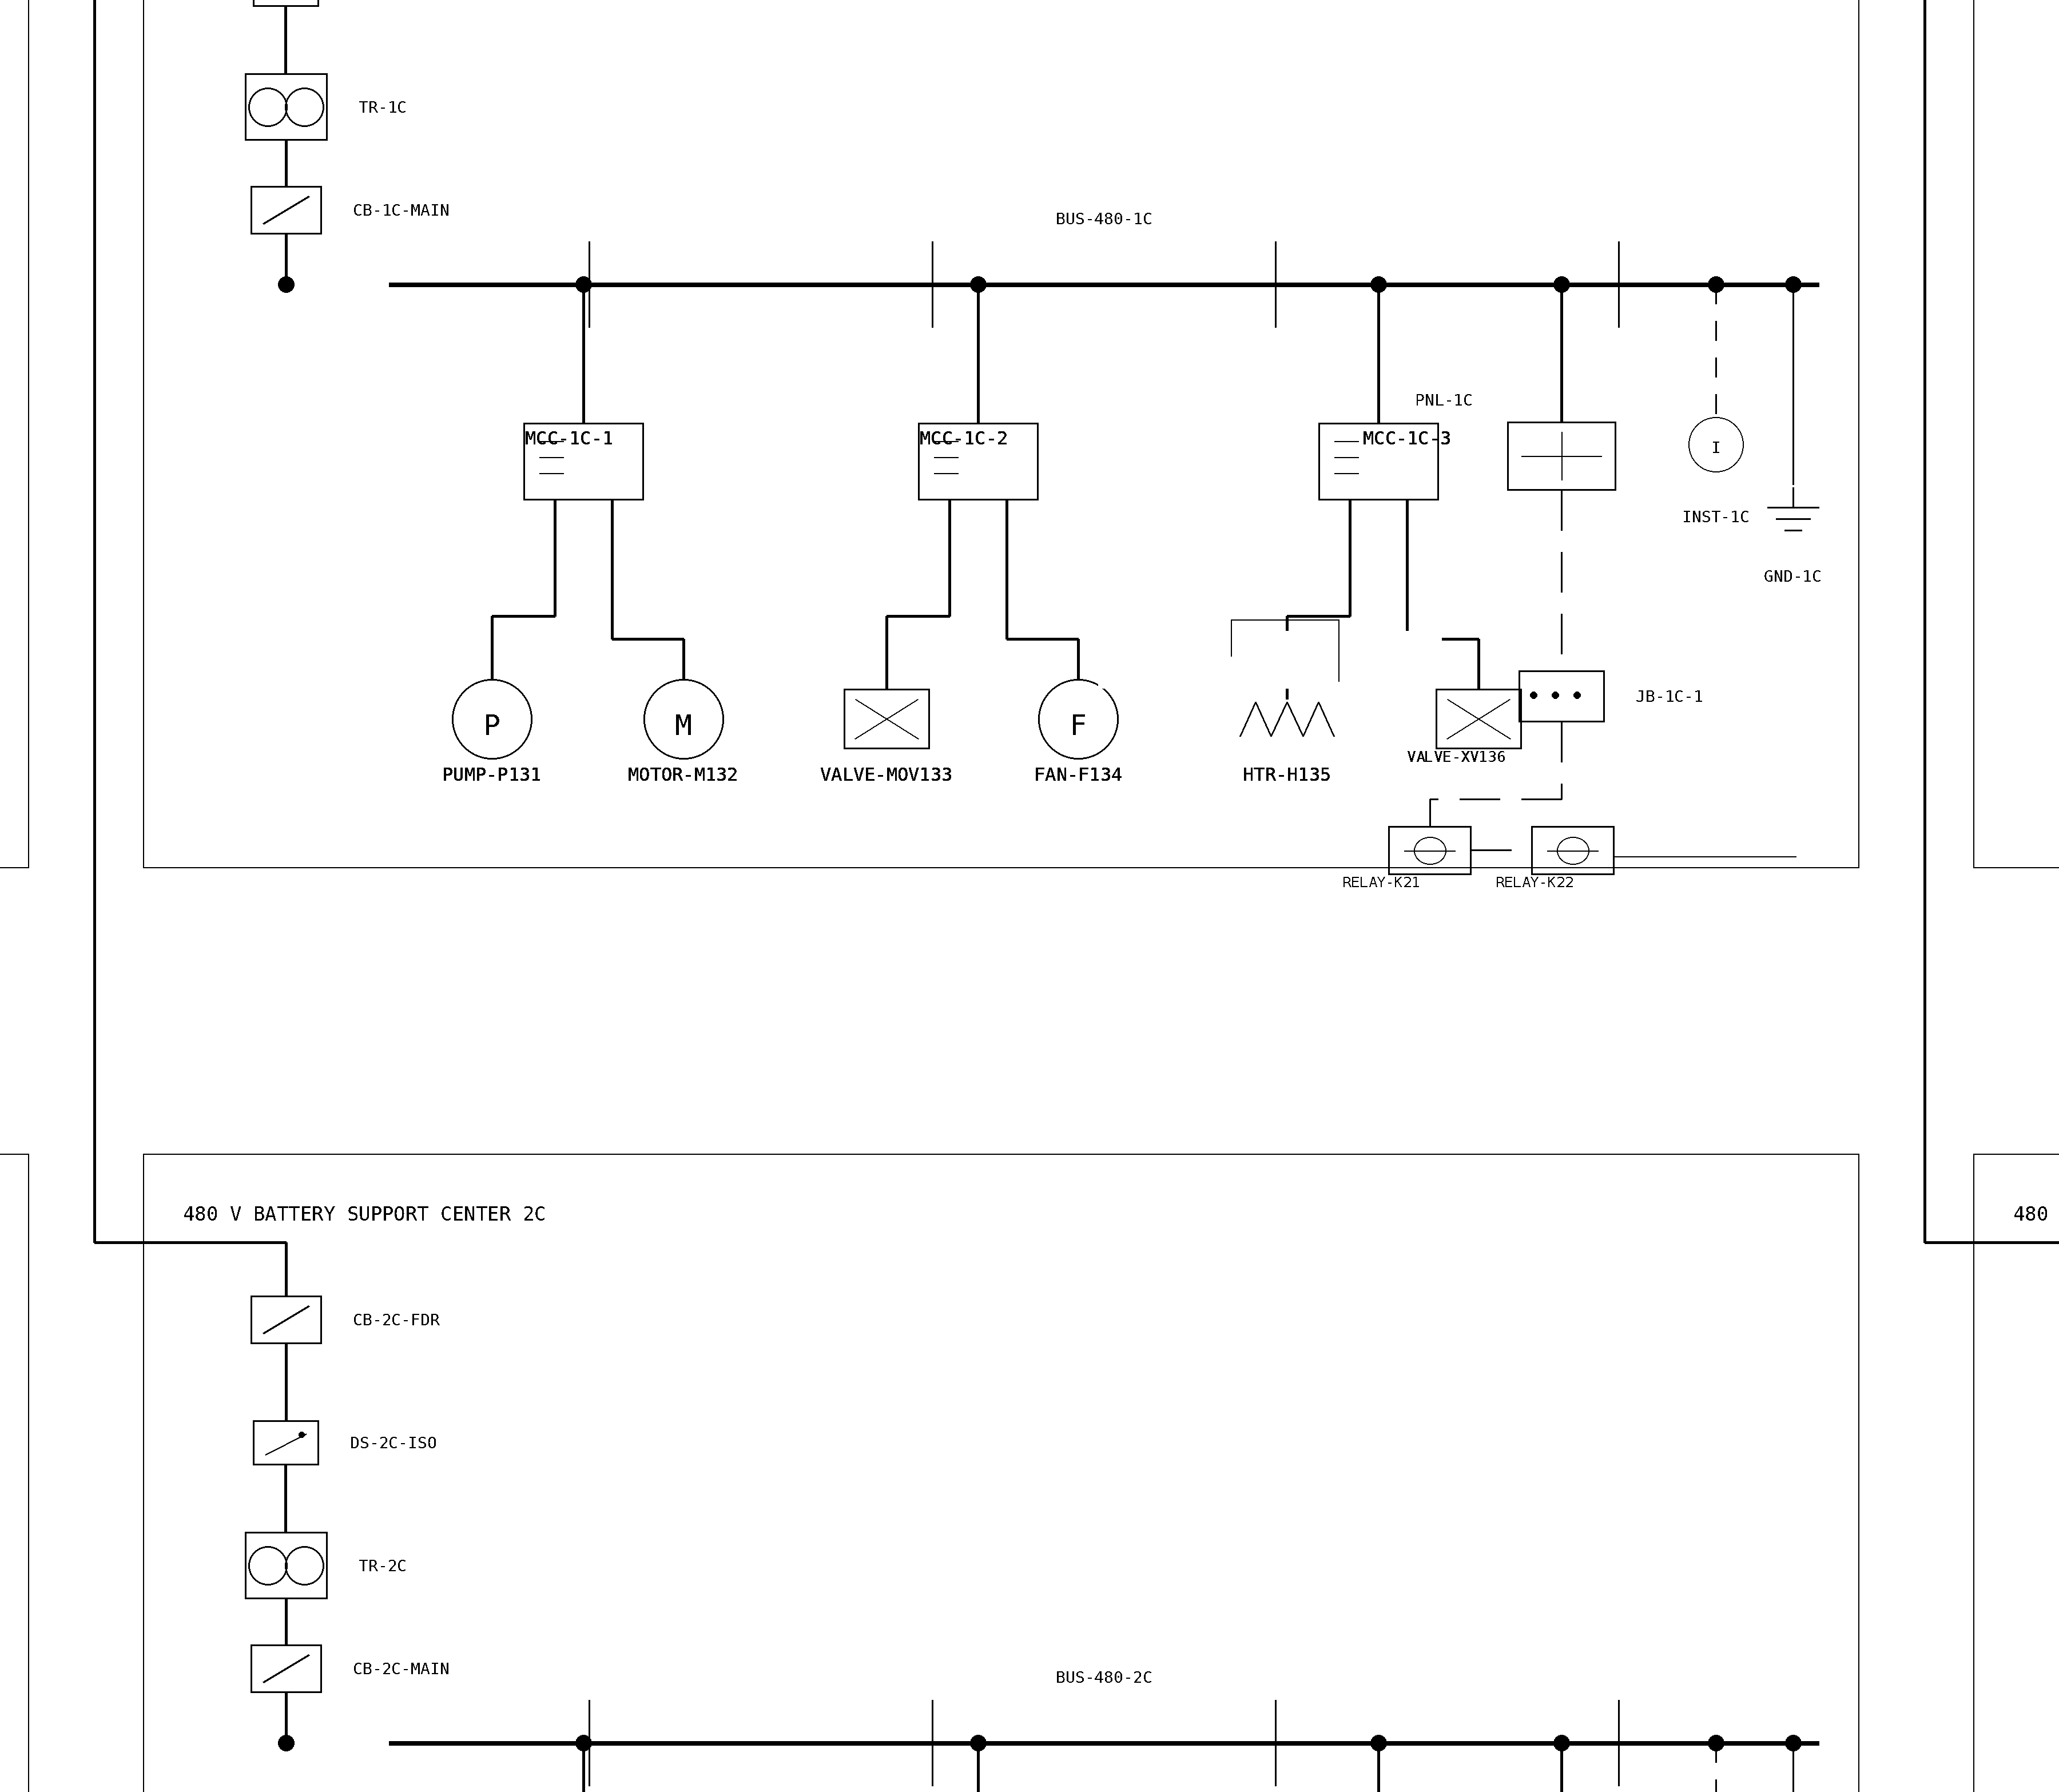 TR-1C
CB-1C-MAIN
BUS-480-1C
PNL-1C
MCC-1C-1
MCC-1C-2
MCC-1C-3
I
INST-1C
GND-1C
JB-1C-1
P
M
F
PUMP-P131
MOTOR-M132
VALVE-MOV133
FAN-F134
HTR-H135
VALVE-XV136
RELAY-K21
RELAY-K22
480 V BATTERY SUPPORT CENTER 2C
480
CB-2C-FDR
DS-2C-ISO
TR-2C
CB-2C-MAIN
BUS-480-2C